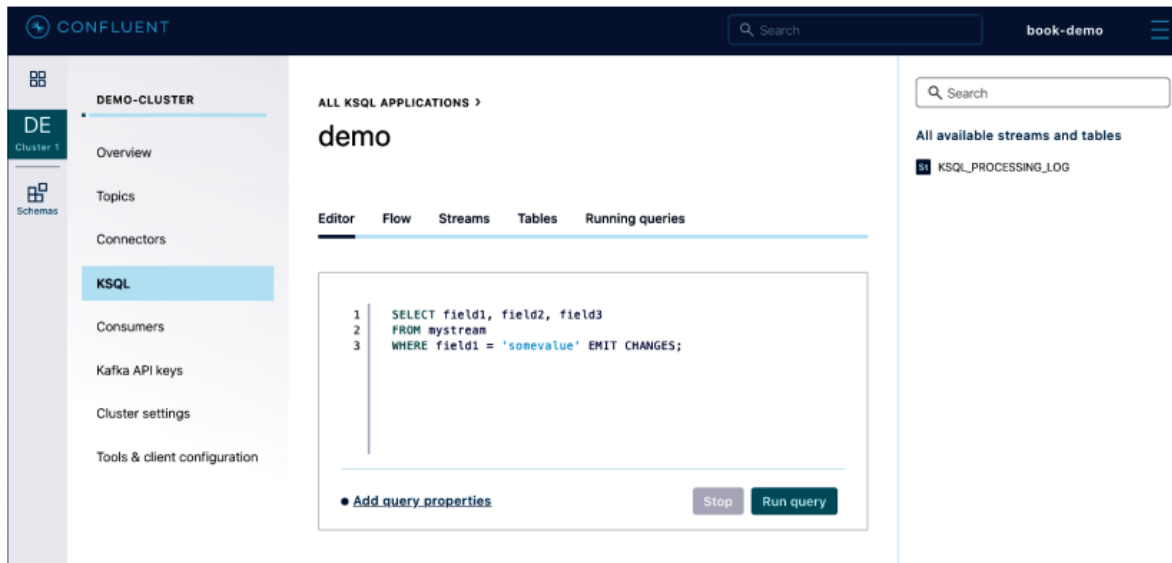 CONFLUENT
Search
book-demo
DE
Cluster 1
Schemas
DEMO-CLUSTER
Overview
Topics
Connectors
KSQL
Consumers
Kafka API keys
Cluster settings
Tools & client configuration
ALL KSQL APPLICATIONS >
demo
Editor Flow Streams Tables Running queries
1 SELECT field1, field2, field3
2 FROM mystream
3 WHERE field1 = 'somevalue' EMIT CHANGES;
Add query properties
Stop Run query
Search
All available streams and tables
St KSQL_PROCESSING_LOG